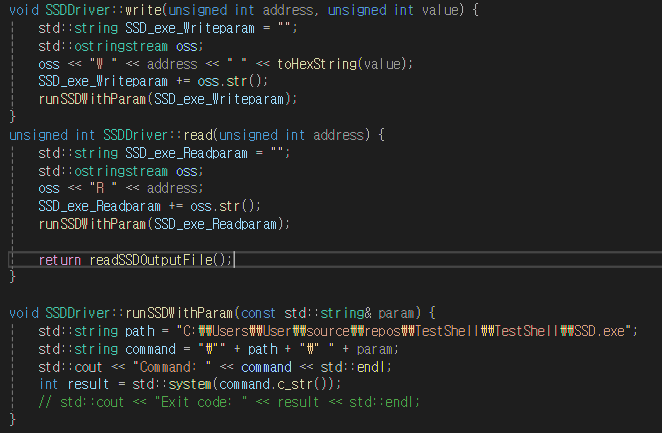 void SSDDriver::write(unsigned int address, unsigned int value) {
    std::string SSD_exe_Writeparam = "";
    std::ostringstream oss;
    oss << "W " << address << " " << toHexString(value);
    SSD_exe_Writeparam += oss.str();
    runSSDWithParam(SSD_exe_Writeparam);
}
unsigned int SSDDriver::read(unsigned int address) {
    std::string SSD_exe_Readparam = "";
    std::ostringstream oss;
    oss << "R " << address;
    SSD_exe_Readparam += oss.str();
    runSSDWithParam(SSD_exe_Readparam);

    return readSSDOutputFile();
}

void SSDDriver::runSSDWithParam(const std::string& param) {
    std::string path = "C:₩₩Users₩₩User₩₩source₩₩repos₩₩TestShell₩₩TestShell₩₩SSD.exe";
    std::string command = "₩"" + path + "₩" " + param;
    std::cout << "Command: " << command << std::endl;
    int result = std::system(command.c_str());
    // std::cout << "Exit code: " << result << std::endl;
}